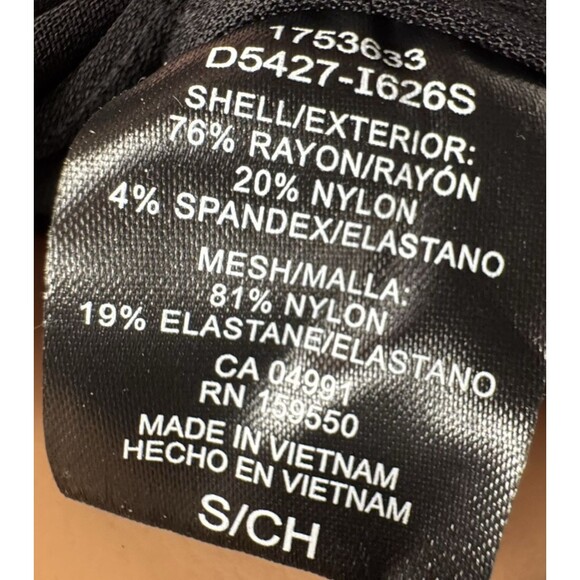 1753633
D5427-I626S
SHELL/EXTERIOR:
76% RAYON/RAYÓN
20% NYLON
4% SPANDEX/ELASTANO
MESH/MALLA:
81% NYLON
19% ELASTANE/ELASTANO
CA 04991
RN 159550
MADE IN VIETNAM
HECHO EN VIETNAM
S/CH